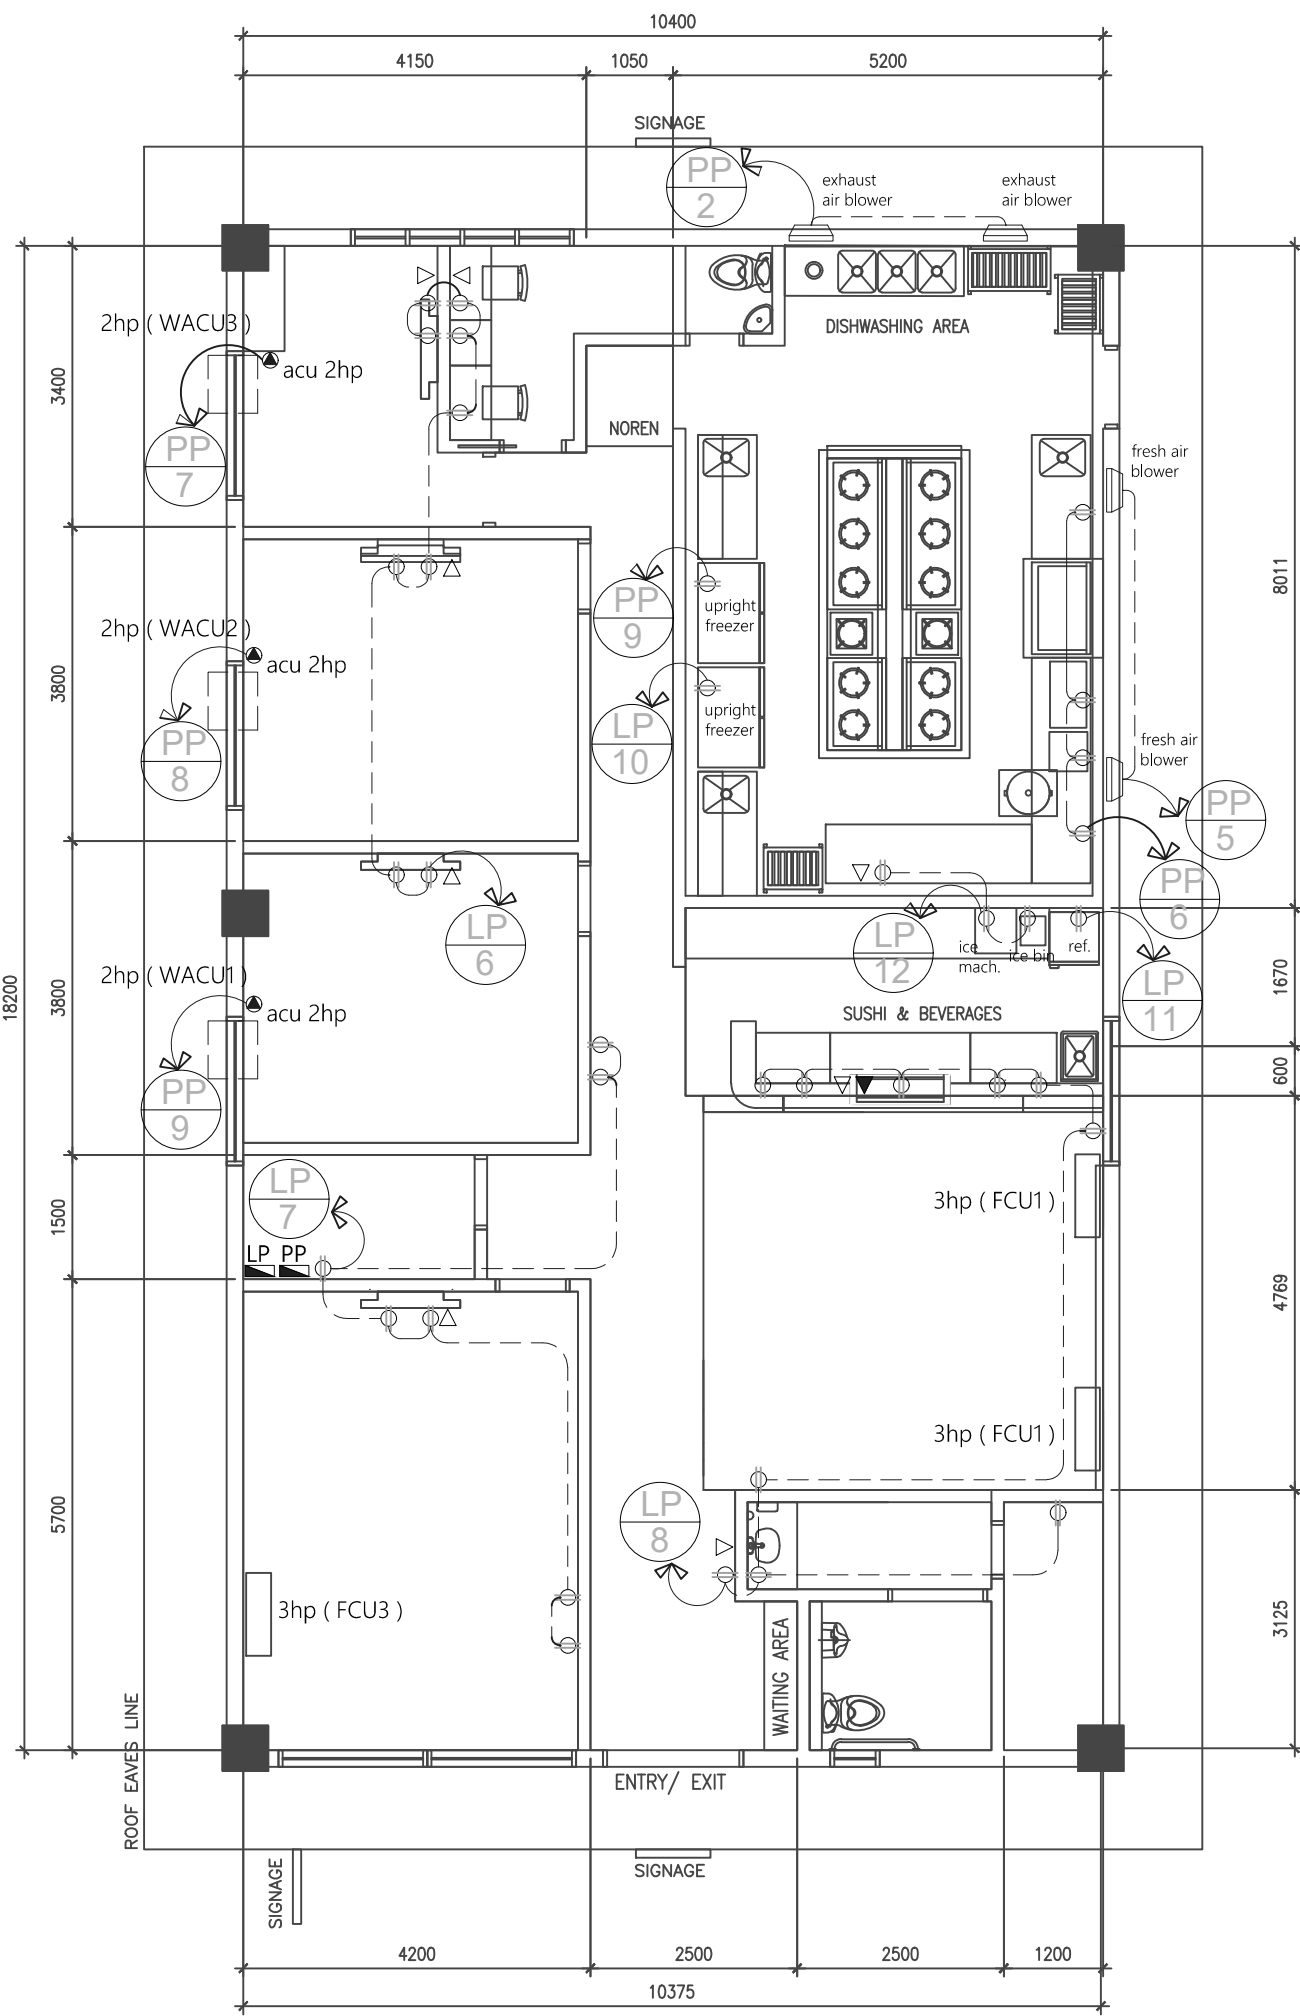 10400
4150
1050
5200
SIGNAGE
PP
2
exhaust
air blower
exhaust
air blower
2hp ( WACU3 )
acu 2hp
DISHWASHING AREA
3400
PP
7
NOREN
fresh air
blower
8011
2hp ( WACU2 )
acu 2hp
PP
9
upright
freezer
3800
PP
8
LP
10
upright
freezer
fresh air
blower
PP
5
PP
6
LP
6
LP
12
ice
mach.
ice bin
ref.
LP
11
2hp ( WACU1 )
acu 2hp
18200
3800
SUSHI & BEVERAGES
1670
600
PP
9
LP
7
1500
LP PP
3hp ( FCU1 )
4769
3hp ( FCU1 )
5700
LP
8
3hp ( FCU3 )
WAITING AREA
3125
ROOF EAVES LINE
ENTRY/ EXIT
SIGNAGE
SIGNAGE
4200
2500
2500
1200
10375